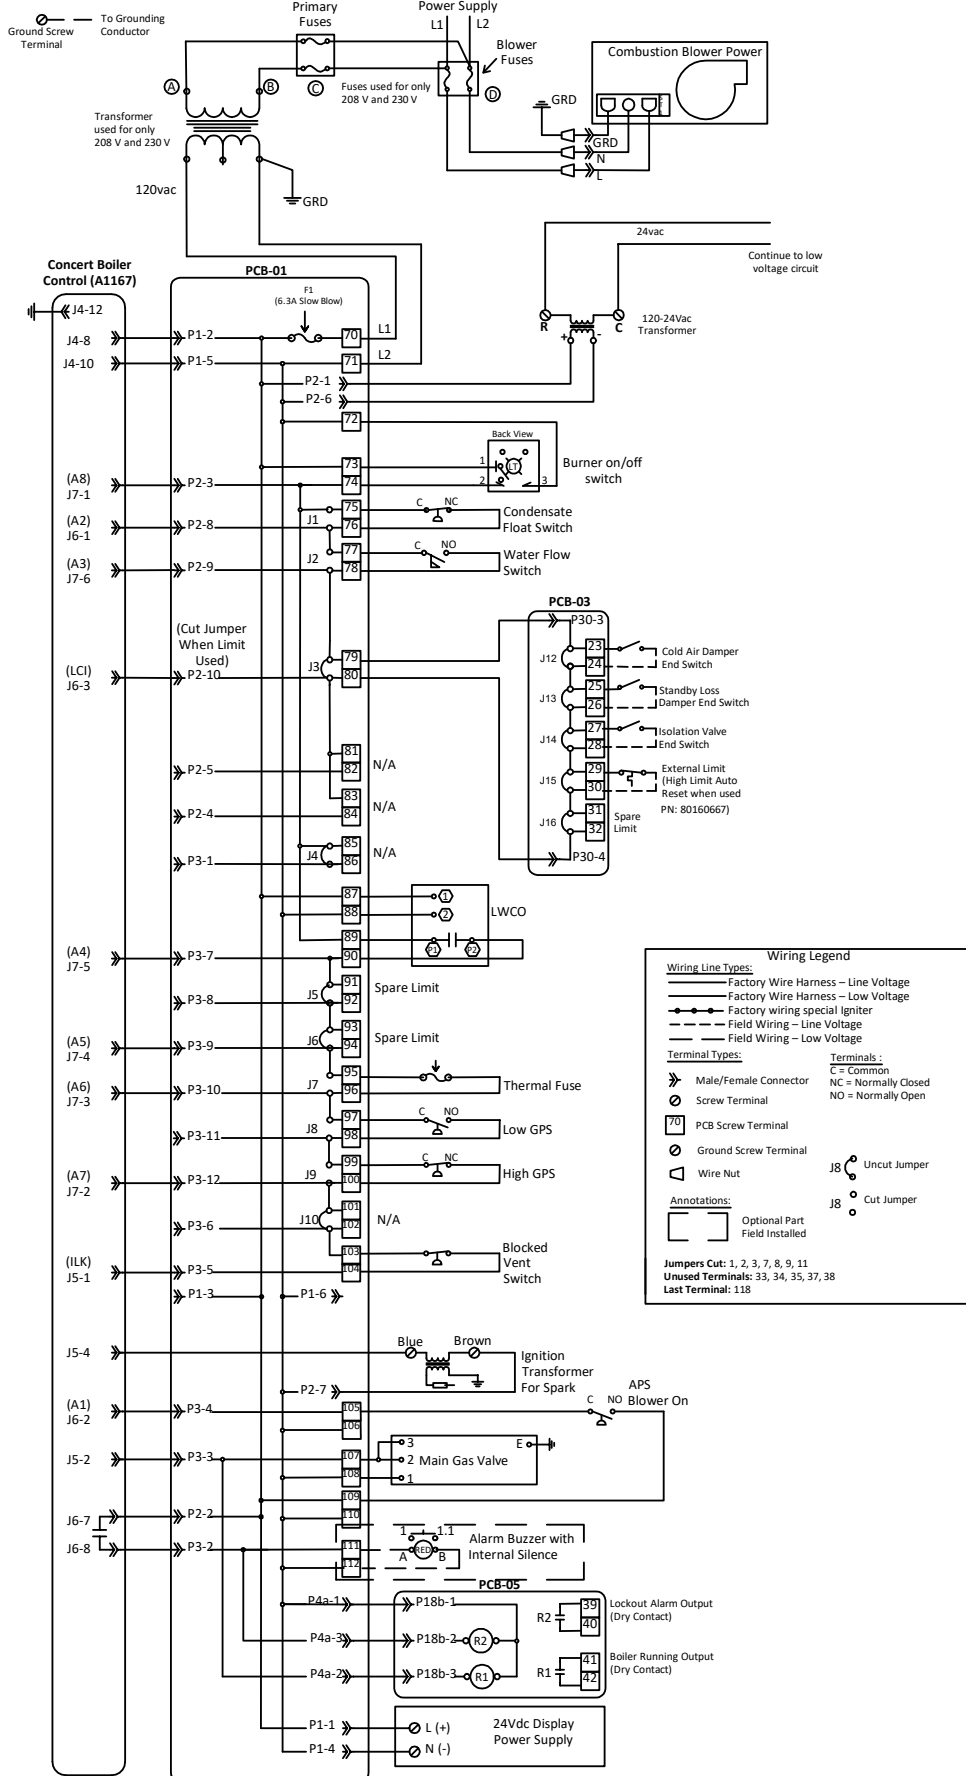 Ground Screw
Terminal
To Grounding
Conductor
Primary
Fuses
Power Supply
L1
L2
Blower
Fuses
A
B
C
Fuses used for only
208 V and 230 V
D
Transformer
used for only
208 V and 230 V
120vac
GRD
Combustion Blower Power
GRD
GRD
N
L
24vac
Continue to low
voltage circuit
R
C
120-24Vac
Transformer
+
-
Concert Boiler
Control (A1167)
PCB-01
F1
(6.3A Slow Blow)
J4-12
J4-8
P1-2
70
L1
J4-10
P1-5
71
L2
P2-1
P2-6
72
Back View
73
1
LT
Burner on/off
switch
(A8)
J7-1
P2-3
74
2
3
75
C
NC
Condensate
Float Switch
(A2)
J6-1
P2-8
J1
76
77
C
NO
Water Flow
Switch
(A3)
J7-6
P2-9
J2
78
(Cut Jumper
When Limit
Used)
79
(LCI)
J6-3
P2-10
J3
80
PCB-03
P30-3
J12
23
24
Cold Air Damper
End Switch
J13
25
26
Standby Loss
Damper End Switch
J14
27
28
Isolation Valve
End Switch
J15
29
30
External Limit
(High Limit Auto
Reset when used
PN: 80160667)
J16
31
32
Spare
Limit
P30-4
81
P2-5
82
N/A
83
P2-4
84
N/A
85
P3-1
J4
86
N/A
87
1
88
2
LWCO
89
P1
P2
(A4)
J7-5
P3-7
90
91
Spare Limit
P3-8
J5
92
93
Spare Limit
(A5)
J7-4
P3-9
J6
94
95
Thermal Fuse
(A6)
J7-3
P3-10
J7
96
97
C
NO
Low GPS
P3-11
J8
98
99
C
NC
High GPS
(A7)
J7-2
P3-12
J9
100
101
N/A
P3-6
J10
102
103
Blocked
Vent
Switch
(ILK)
J5-1
P3-5
104
P1-3
P1-6
Wiring Legend
Wiring Line Types:
Factory Wire Harness – Line Voltage
Factory Wire Harness – Low Voltage
Factory wiring special Igniter
Field Wiring – Line Voltage
Field Wiring – Low Voltage
Terminal Types:
Male/Female Connector
Screw Terminal
70
PCB Screw Terminal
Ground Screw Terminal
Wire Nut
Terminals :
C = Common
NC = Normally Closed
NO = Normally Open
J8
Uncut Jumper
J8
Cut Jumper
Annotations:
Optional Part
Field Installed
Jumpers Cut: 1, 2, 3, 7, 8, 9, 11
Unused Terminals: 33, 34, 35, 37, 38
Last Terminal: 118
J5-4
Blue
Brown
Ignition
Transformer
For Spark
P2-7
(A1)
J6-2
P3-4
105
C
NO
APS
Blower On
106
J5-2
P3-3
107
3
2
Main Gas Valve
E
108
1
109
J6-7
P2-2
110
J6-8
P3-2
111
1
1.1
A
RED
B
Alarm Buzzer with
Internal Silence
112
PCB-05
P4a-1
P18b-1
P4a-3
P18b-2
R2
P4a-2
P18b-3
R1
R2
39
40
Lockout Alarm Output
(Dry Contact)
R1
41
42
Boiler Running Output
(Dry Contact)
P1-1
L (+)
24Vdc Display
Power Supply
P1-4
N (-)